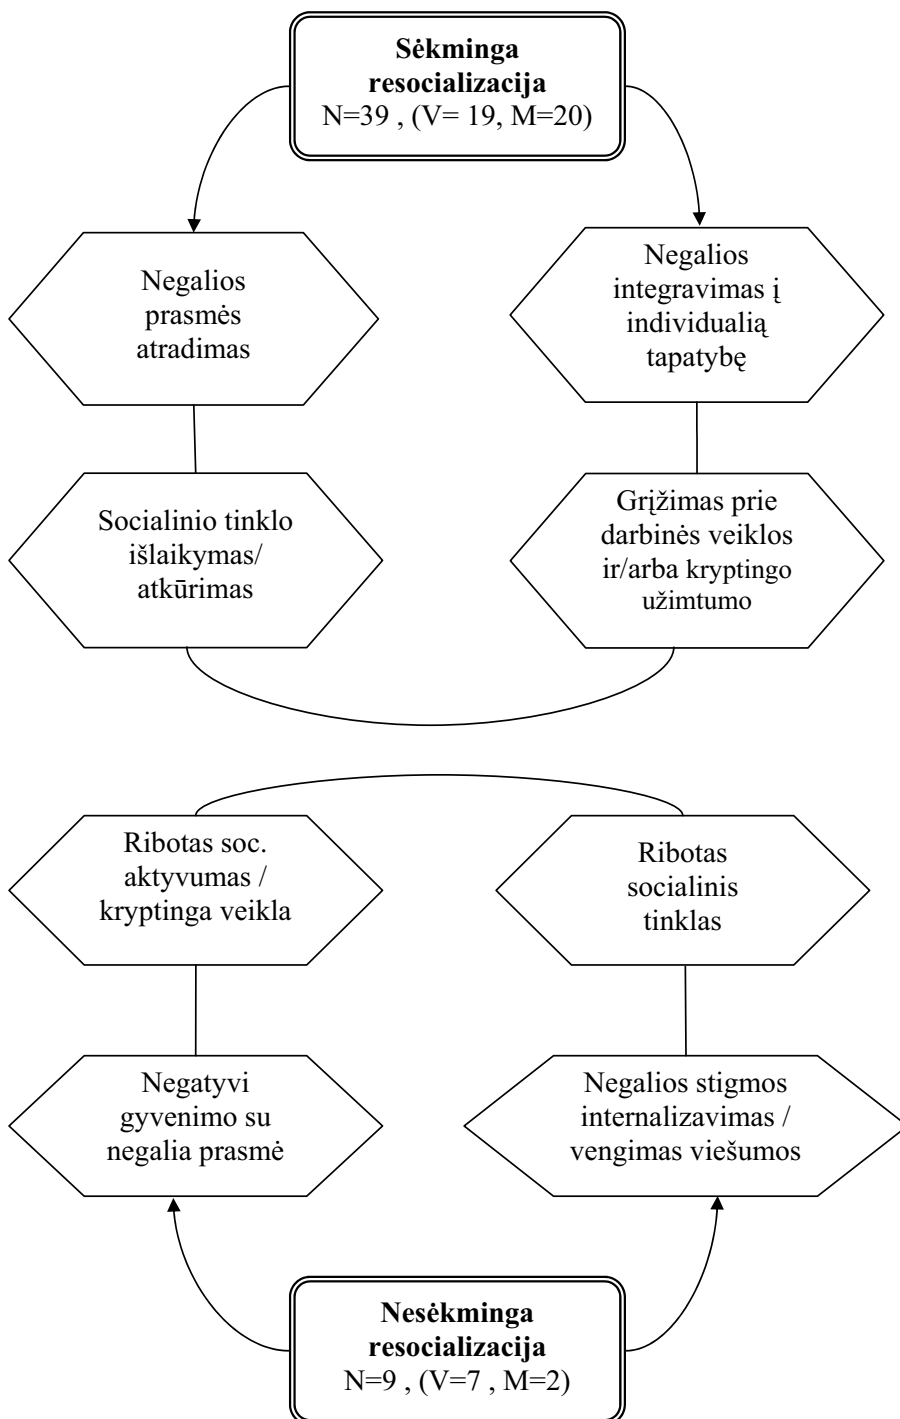 Sėkminga
resocializacija
N=39 , (V= 19, M=20)
Negalios
prasmės
atradimas
Negalios
integravimas į
individualią
tapatybę
Socialinio tinklo
išlaikymas/
atkūrimas
Grįžimas prie
darbinės veiklos
ir/arba kryptingo
užimtumo
Ribotas soc.
aktyvumas /
kryptinga veikla
Ribotas
socialinis
tinklas
Negatyvi
gyvenimo su
negalia prasmė
Negalios stigmos
internalizavimas /
vengimas viešumos
Nesėkminga
resocializacija
N=9 , (V=7 , M=2)